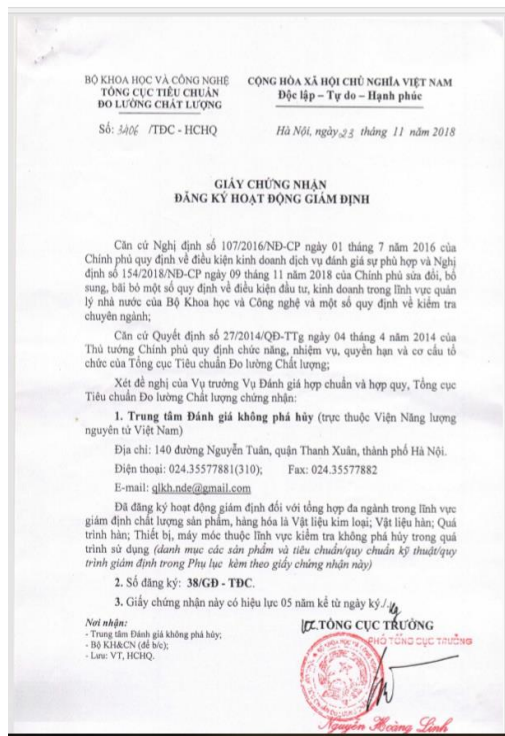 BỘ KHOA HỌC VÀ CÔNG NGHỆ
TỔNG CỤC TIÊU CHUẨN
ĐO LƯỜNG CHẤT LƯỢNG
Số: 3406 /TĐC - HCHQ
CỘNG HÒA XÃ HỘI CHỦ NGHĨA VIỆT NAM
Độc lập – Tự do – Hạnh phúc
Hà Nội, ngày 23 tháng 11 năm 2018
GIẤY CHỨNG NHẬN
ĐĂNG KÝ HOẠT ĐỘNG GIÁM ĐỊNH
Căn cứ Nghị định số 107/2016/NĐ-CP ngày 01 tháng 7 năm 2016 của
Chính phủ quy định về điều kiện kinh doanh dịch vụ đánh giá sự phù hợp và Nghị
định số 154/2018/NĐ-CP ngày 09 tháng 11 năm 2018 của Chính phủ sửa đổi, bổ
sung, bãi bỏ một số quy định về điều kiện đầu tư, kinh doanh trong lĩnh vực quản
lý nhà nước của Bộ Khoa học và Công nghệ và một số quy định về kiểm tra
chuyên ngành;
Căn cứ Quyết định số 27/2014/QĐ-TTg ngày 04 tháng 4 năm 2014 của
Thủ tướng Chính phủ quy định chức năng, nhiệm vụ, quyền hạn và cơ cấu tổ
chức của Tổng cục Tiêu chuẩn Đo lường Chất lượng;
Xét đề nghị của Vụ trưởng Vụ Đánh giá hợp chuẩn và hợp quy, Tổng cục
Tiêu chuẩn Đo lường Chất lượng chứng nhận:
1. Trung tâm Đánh giá không phá hủy (trực thuộc Viện Năng lượng
nguyên tử Việt Nam)
Địa chỉ: 140 đường Nguyễn Tuân, quận Thanh Xuân, thành phố Hà Nội.
Điện thoại: 024.35577881(310); Fax: 024.35577882
E-mail: qlkh.nde@gmail.com
Đã đăng ký hoạt động giám định đối với tổng hợp đa ngành trong lĩnh vực
giám định chất lượng sản phẩm, hàng hóa là Vật liệu kim loại; Vật liệu hàn; Quá
trình hàn; Thiết bị, máy móc thuộc lĩnh vực kiểm tra không phá hủy trong quá
trình sử dụng (danh mục các sản phẩm và tiêu chuẩn/quy chuẩn kỹ thuật/quy
trình giám định trong Phụ lục kèm theo giấy chứng nhận này)
2. Số đăng ký: 38/GĐ - TĐC.
3. Giấy chứng nhận này có hiệu lực 05 năm kể từ ngày ký./.
Nơi nhận:
- Trung tâm Đánh giá không phá hủy;
- Bộ KH&CN (để b/c);
- Lưu: VT, HCHQ.
KT.TỔNG CỤC TRƯỞNG
PHÓ TỔNG CỤC TRƯỞNG
Nguyễn Hoàng Linh